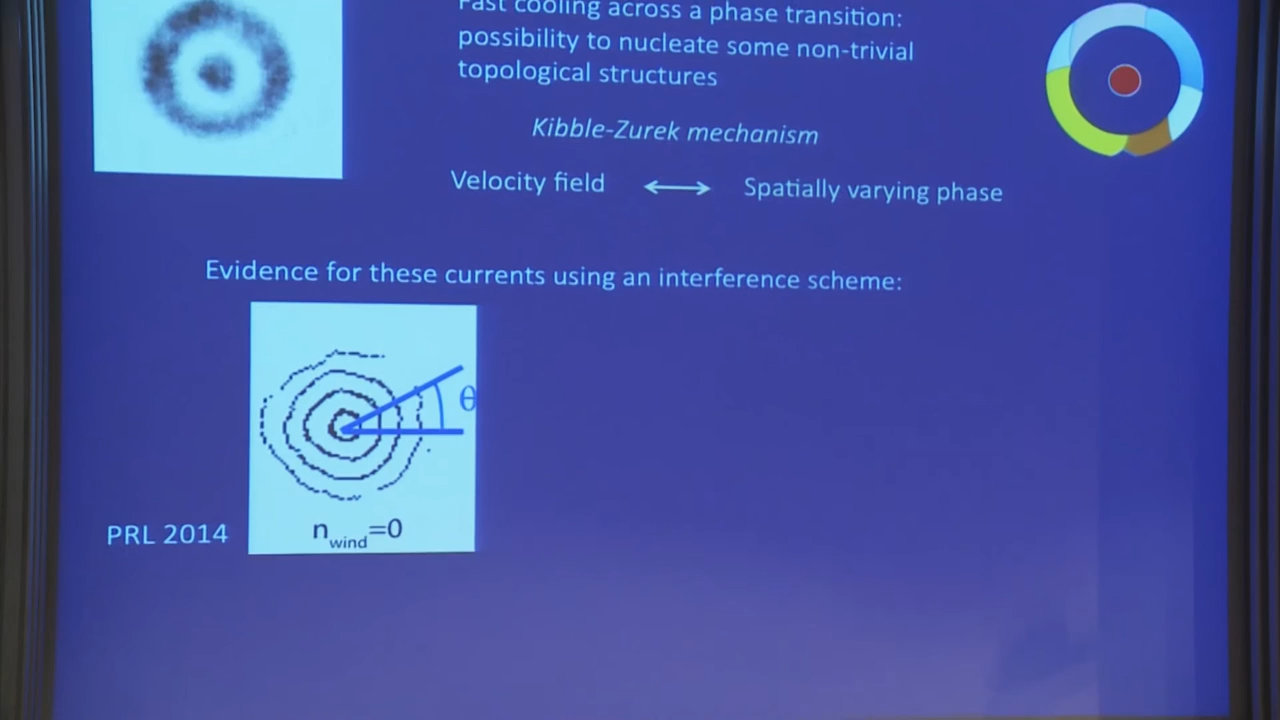 Fast cooling across a phase transition:
possibility to nucleate some non-trivial
topological structures
Kibble-Zurek mechanism
Velocity field ⟷ Spatially varying phase
Evidence for these currents using an interference scheme:
θ
n_wind=0
PRL 2014